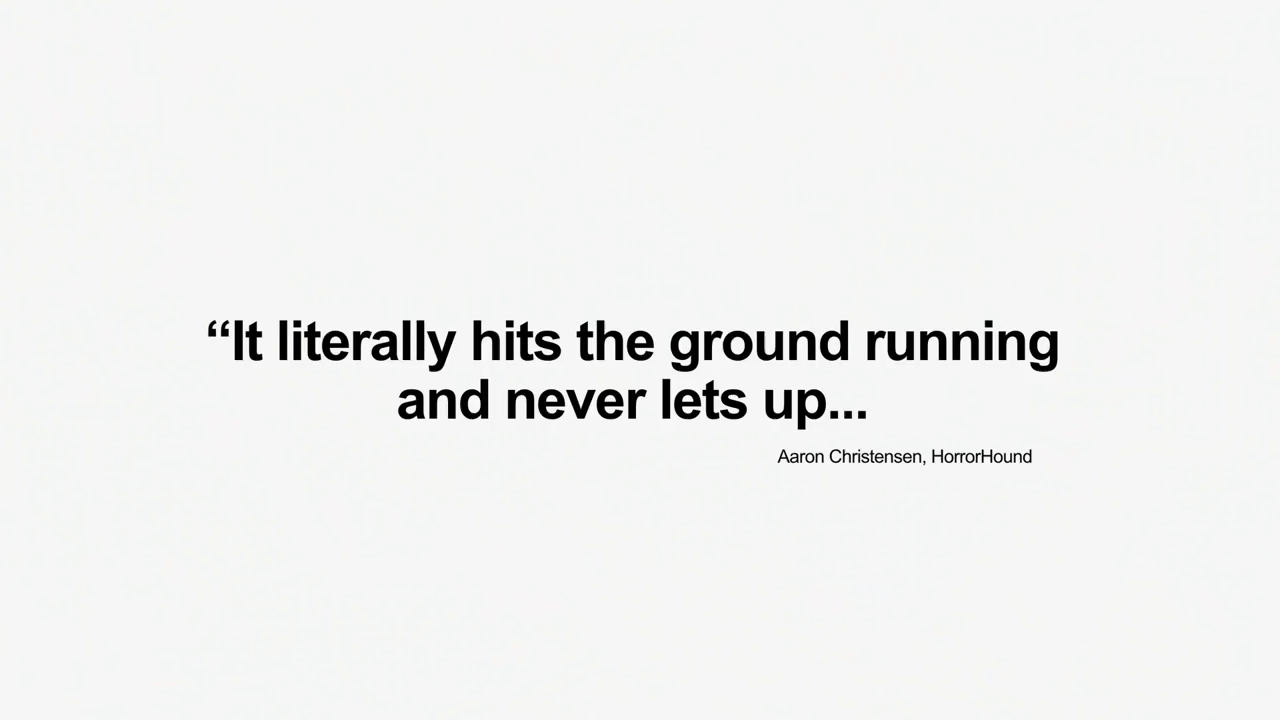 “It literally hits the ground running
and never lets up...
Aaron Christensen, HorrorHound